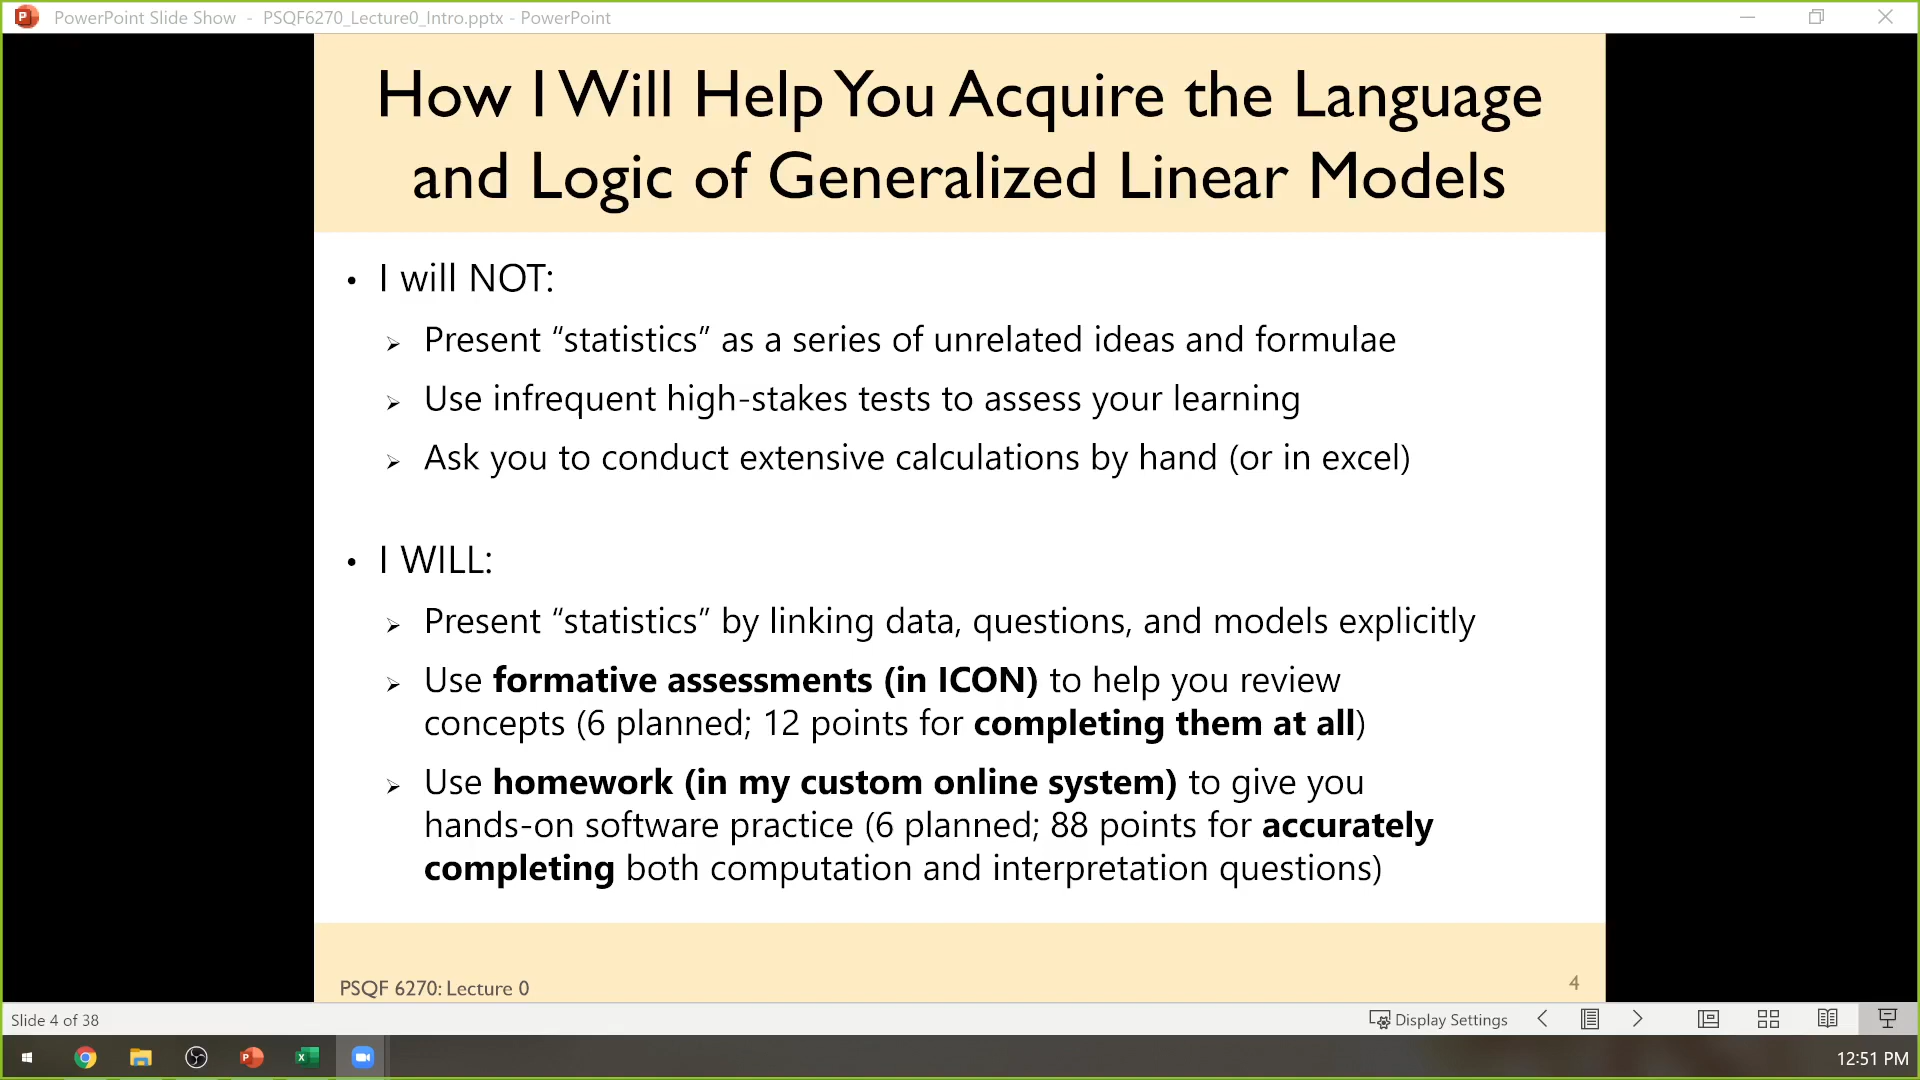 PowerPoint Slide Show - PSQF6270_Lecture0_Intro.pptx - PowerPoint
How I Will Help You Acquire the Language
and Logic of Generalized Linear Models
• I will NOT:
➢ Present “statistics” as a series of unrelated ideas and formulae
➢ Use infrequent high-stakes tests to assess your learning
➢ Ask you to conduct extensive calculations by hand (or in excel)
• I WILL:
➢ Present “statistics” by linking data, questions, and models explicitly
➢ Use formative assessments (in ICON) to help you review
concepts (6 planned; 12 points for completing them at all)
➢ Use homework (in my custom online system) to give you
hands-on software practice (6 planned; 88 points for accurately
completing both computation and interpretation questions)
PSQF 6270: Lecture 0
4
Slide 4 of 38
Display Settings
12:51 PM